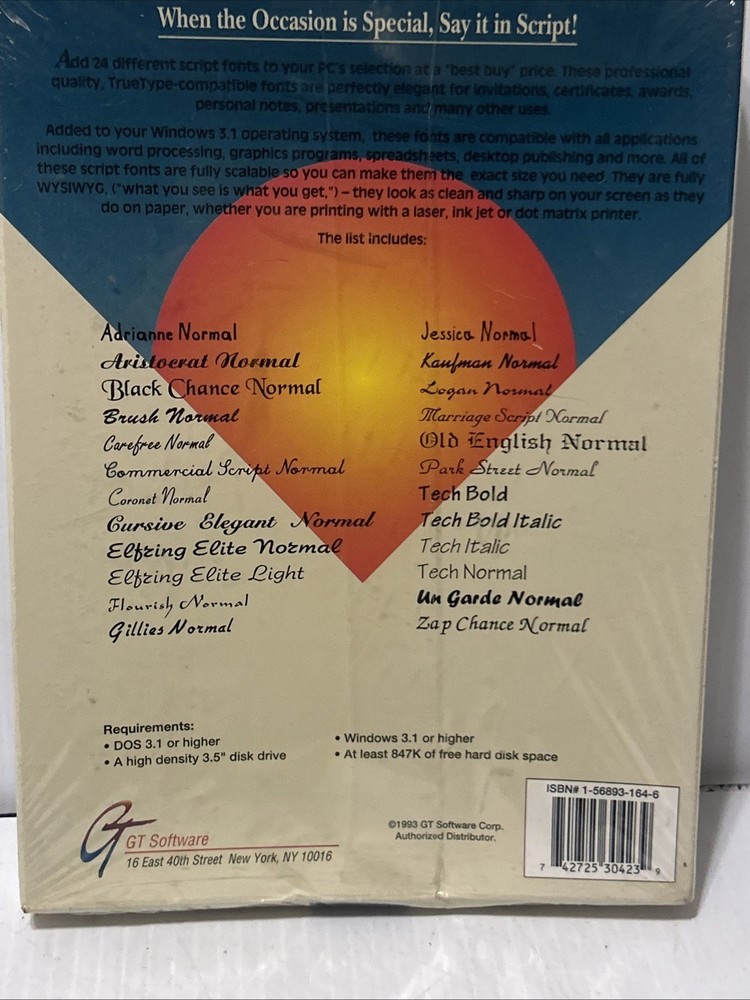 When the Occasion is Special, Say it in Script!
Add 24 different script fonts to your PC's selection at a "best buy" price. These professional
quality, TrueType-compatible fonts are perfectly elegant for invitations, certificates, awards,
personal notes, presentations and many other uses.
Added to your Windows 3.1 operating system, these fonts are compatible with all applications
including word processing, graphics programs, spreadsheets, desktop publishing and more. All of
these script fonts are fully scalable so you can make them the exact size you need. They are fully
WYSIWYG, ("what you see is what you get,") – they look as clean and sharp on your screen as they
do on paper, whether you are printing with a laser, ink jet or dot matrix printer.
The list includes:
Adrianne Normal
Aristocrat Normal
Black Chance Normal
Brush Normal
Carefree Normal
Commercial Script Normal
Coronet Normal
Cursive Elegant Normal
Elfring Elite Normal
Elfring Elite Light
Flourish Normal
Gillies Normal
Jessica Normal
Kaufman Normal
Logan Normal
Marriage Script Normal
Old English Normal
Park Street Normal
Tech Bold
Tech Bold Italic
Tech Italic
Tech Normal
Un Garde Normal
Zap Chance Normal
Requirements:
• DOS 3.1 or higher
• A high density 3.5" disk drive
• Windows 3.1 or higher
• At least 847K of free hard disk space
GT GT Software
16 East 40th Street New York, NY 10016
©1993 GT Software Corp.
Authorized Distributor.
ISBN# 1-56893-164-6
7 42725 30423 9